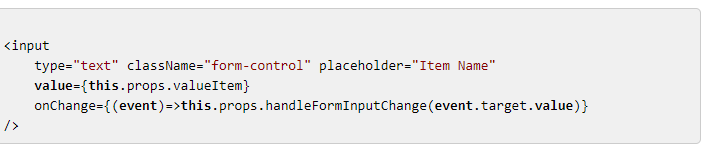 <input
    type="text" className="form-control" placeholder="Item Name"
    value={this.props.valueItem}
    onChange={(event)=>this.props.handleFormInputChange(event.target.value)}
/>